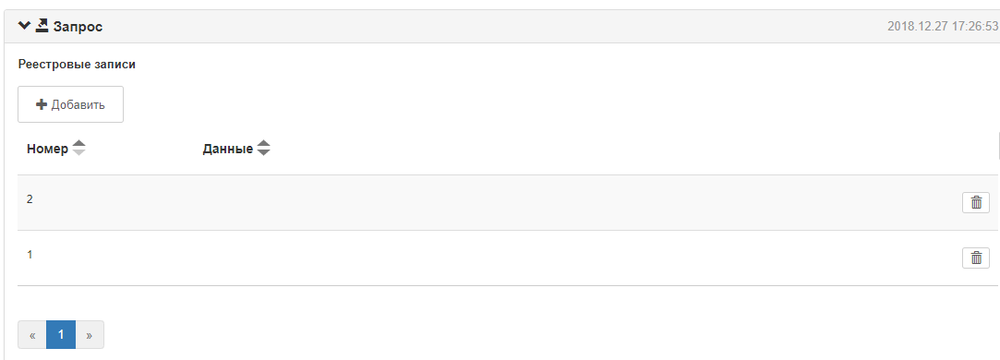 Запрос 2018.12.27 17:26:53
Реестровые записи
Добавить
Номер Данные
2
1
« 1 »